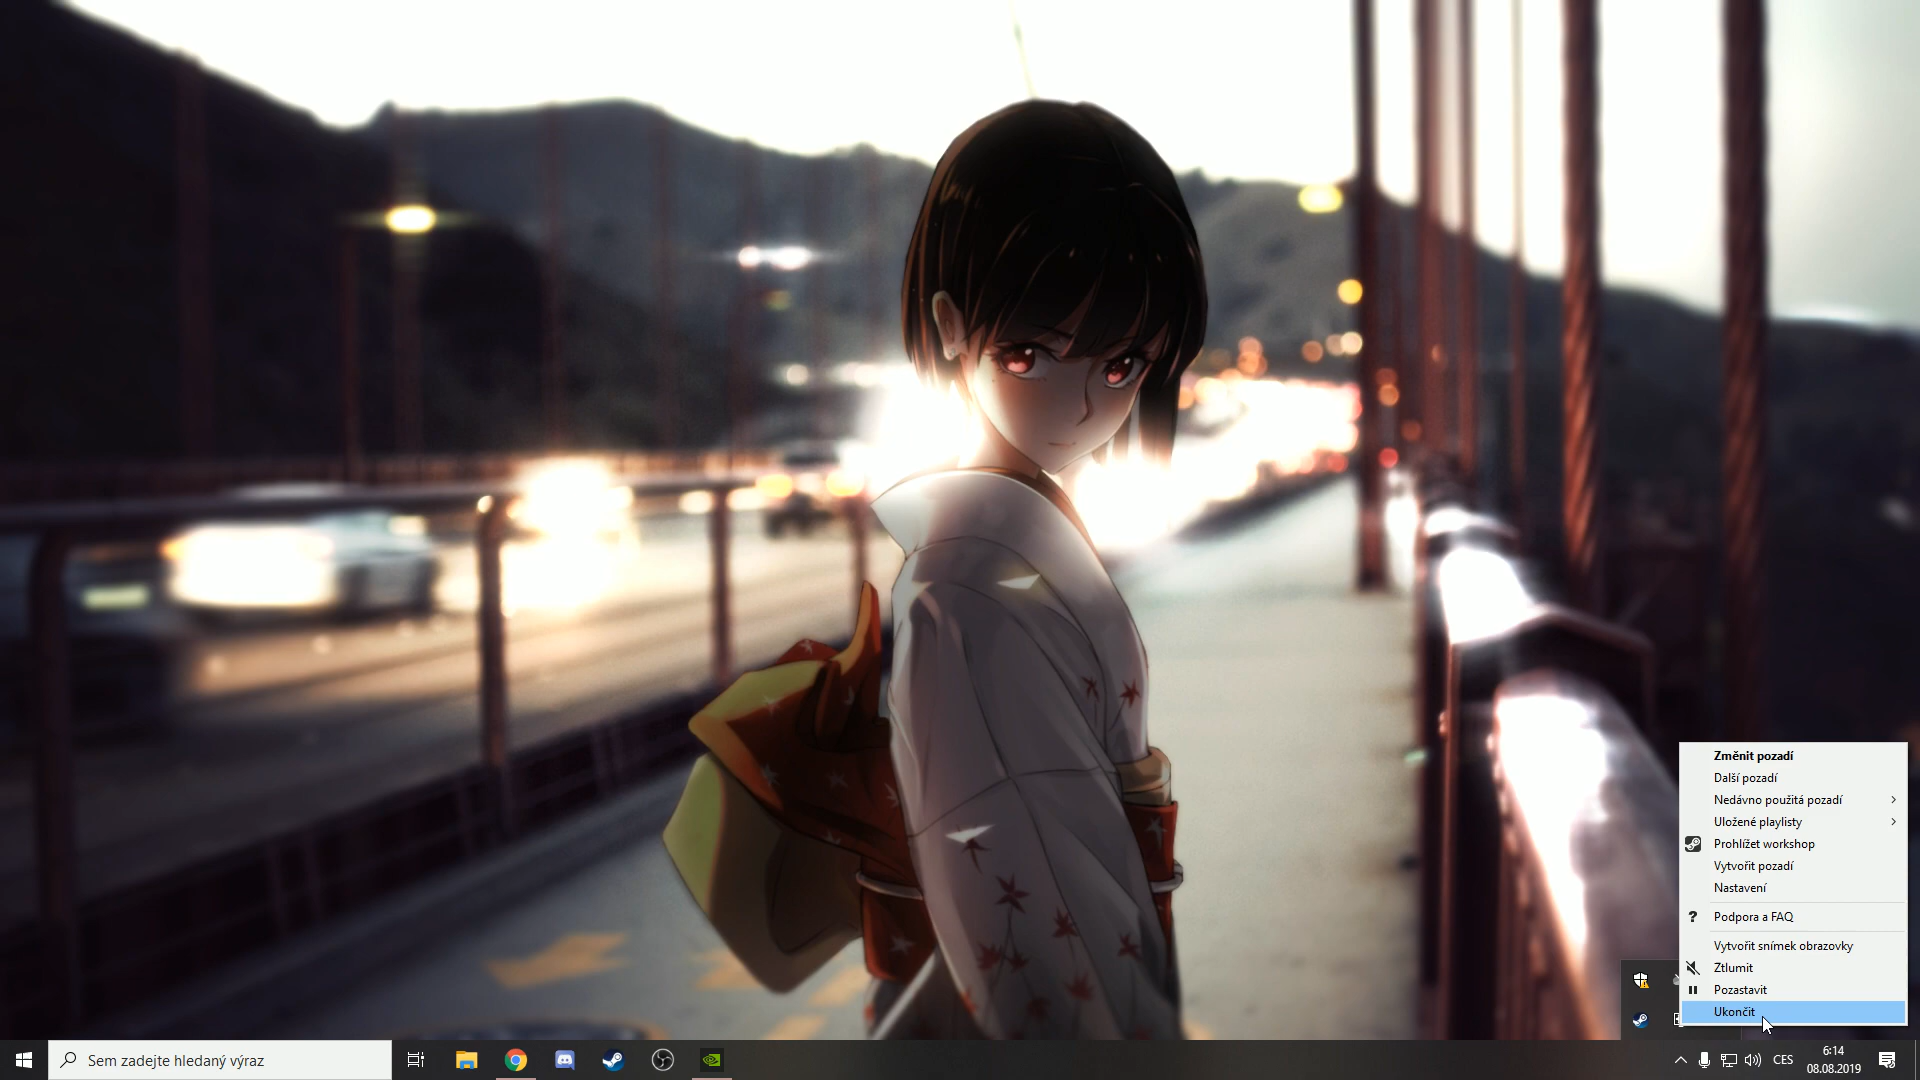 Změnit pozadí
Další pozadí
Nedávno použitá pozadí
Uložené playlisty
Prohlížet workshop
Vytvořit pozadí
Nastavení
Podpora a FAQ
Vytvořit snímek obrazovky
Ztlumit
Pozastavit
Ukončit
Sem zadejte hledaný výraz
CES
6:14
08.08.2019